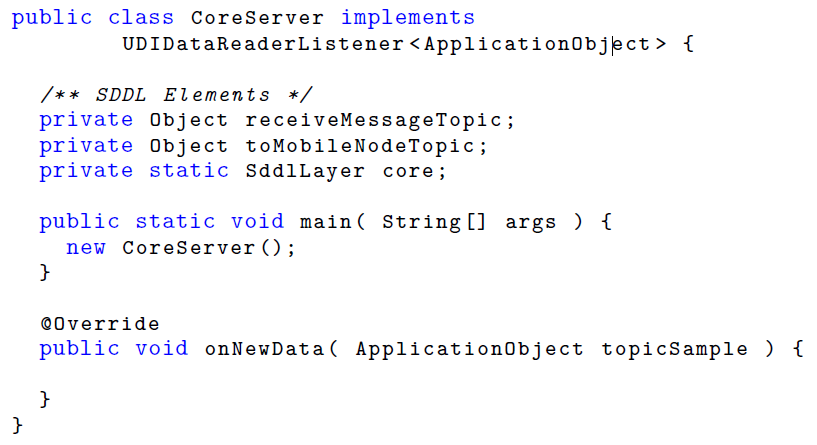 public class CoreServer implements
        UDIDataReaderListener<ApplicationObject> {

  /** SDDL Elements */
  private Object receiveMessageTopic;
  private Object toMobileNodeTopic;
  private static SddlLayer core;

  public static void main( String[] args ) {
    new CoreServer();
  }

  @Override
  public void onNewData( ApplicationObject topicSample ) {

  }
}